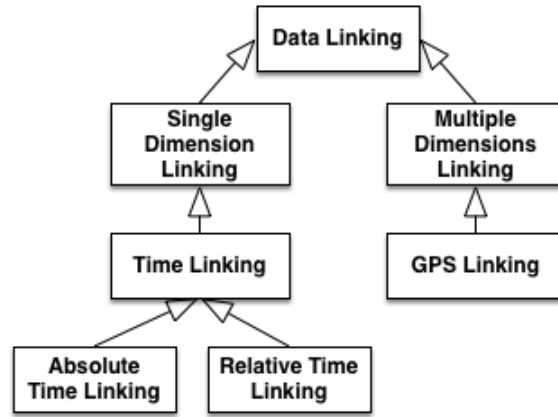 Data Linking
Single
Dimension
Linking
Multiple
Dimensions
Linking
Time Linking
GPS Linking
Absolute
Time Linking
Relative Time
Linking